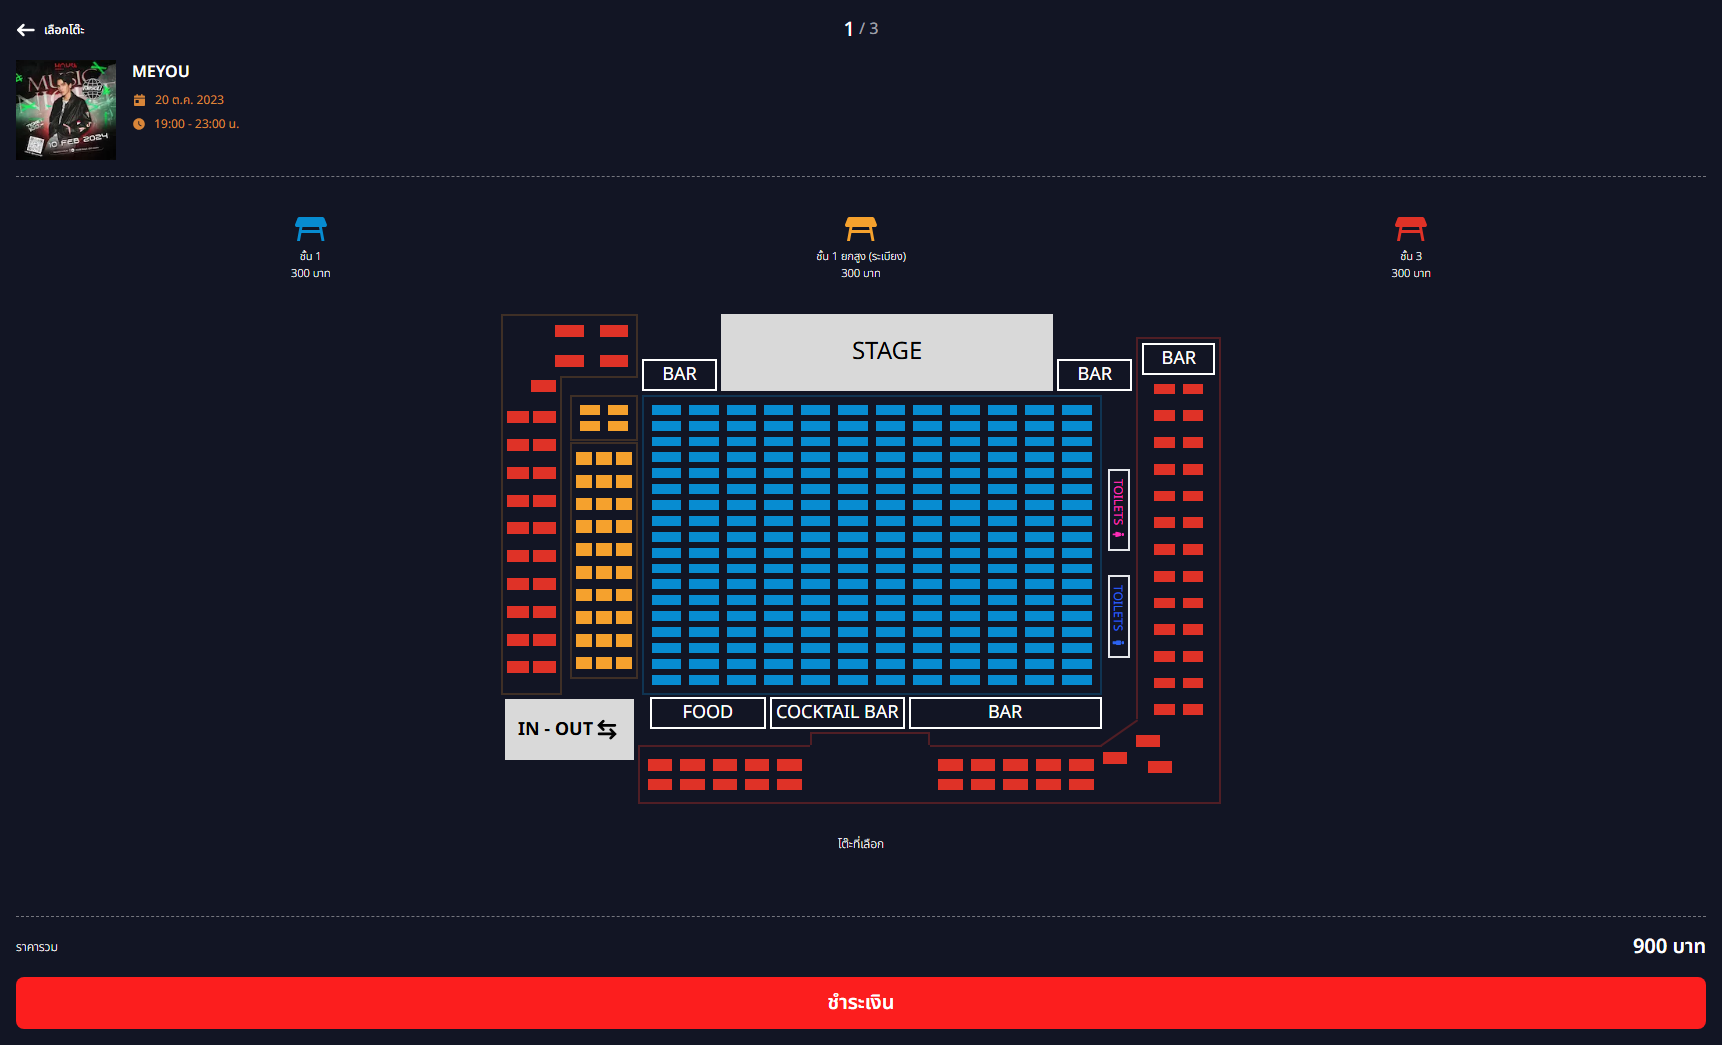 เลือกโต๊ะ
1 / 3
MUSIC
10 FEB 2024
MEYOU
20 ต.ค. 2023
19:00 - 23:00 น.
ชั้น 1
300 บาท
ชั้น 1 ยกสูง (ระเบียง)
300 บาท
ชั้น 3
300 บาท
STAGE
BAR
BAR
BAR
TOILETS
TOILETS
FOOD
COCKTAIL BAR
BAR
IN - OUT
โต๊ะที่เลือก
ราคารวม
900 บาท
ชำระเงิน